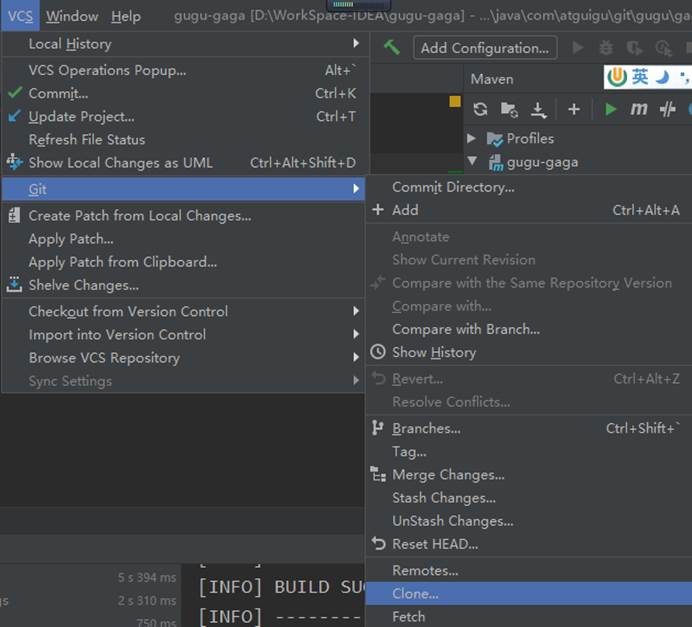 VCS Window Help gugu-gaga [D:\WorkSpace-IDEA\gugu-gaga] - ...\java\com\atguigu\git\gugu\ga
Local History
Add Configuration...
VCS Operations Popup... Alt+`
Commit... Ctrl+K
Update Project... Ctrl+T
Refresh File Status
Show Local Changes as UML Ctrl+Alt+Shift+D
Git
Create Patch from Local Changes...
Apply Patch...
Apply Patch from Clipboard...
Shelve Changes...
Checkout from Version Control
Import into Version Control
Browse VCS Repository
Sync Settings
Maven
英
m
Profiles
gugu-gaga
Commit Directory...
Add Ctrl+Alt+A
Annotate
Show Current Revision
Compare with the Same Repository Version
Compare with...
Compare with Branch...
Show History
Revert... Ctrl+Alt+Z
Resolve Conflicts...
Branches... Ctrl+Shift+`
Tag...
Merge Changes...
Stash Changes...
UnStash Changes...
Reset HEAD...
Remotes...
Clone...
Fetch
5 s 394 ms
gs 2 s 310 ms
750 ms
[INFO] BUILD SU
[INFO] --------